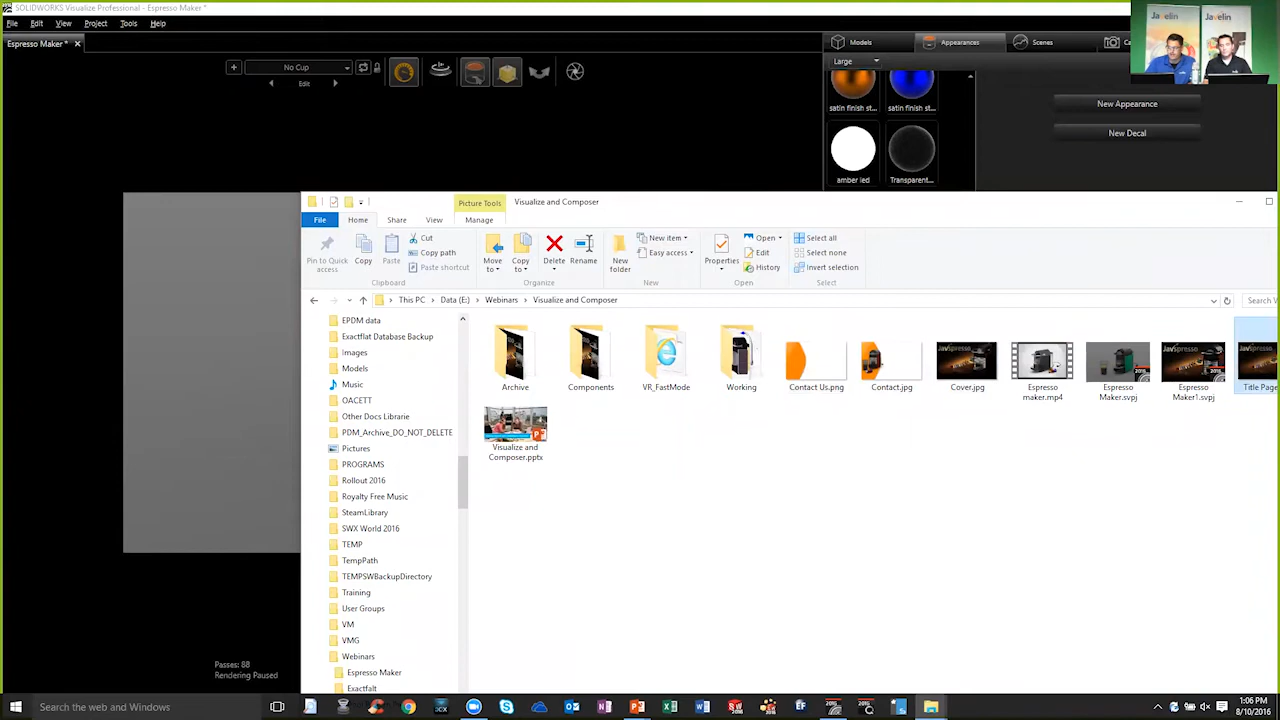 SOLIDWORKS Visualize Professional - Espresso Maker *
File Edit View Project Tools Help
Javelin Javelin
Espresso Maker * ×
No Cup
Edit
Models Appearances Scenes
Large
New Appearance
New Decal
satin finish st... satin finish st...
amber led Transparent...
Picture Tools Visualize and Composer
File Home Share View Manage
Pin to Quick access
Copy
Paste
Cut
Copy path
Paste shortcut
Move to
Copy to
Delete
Rename
New folder
New item
Easy access
Properties
Open
Edit
History
Select all
Select none
Invert selection
Clipboard Organize New Open Select
This PC > Data (E:) > Webinars > Visualize and Composer
Search V
EPDM data
Exactflat Database Backup
Images
Models
Music
OACETT
Other Docs Librarie
PDM_Archive_DO_NOT_DELETE
Pictures
PROGRAMS
Rollout 2016
Royalty Free Music
SteamLibrary
SWX World 2016
TEMP
TempPath
TEMPSWBackupDirectory
Training
User Groups
VM
VMG
Webinars
Espresso Maker
Exactfalt
Archive
Components
VR_FastMode
Working
Contact Us.png
Contact.jpg
Cover.jpg
Espresso maker.mp4
Espresso Maker.svpj
Espresso Maker1.svpj
Title Page
Visualize and Composer.pptx
Passes: 88
Rendering Paused
Search the web and Windows
1:06 PM
8/10/2016